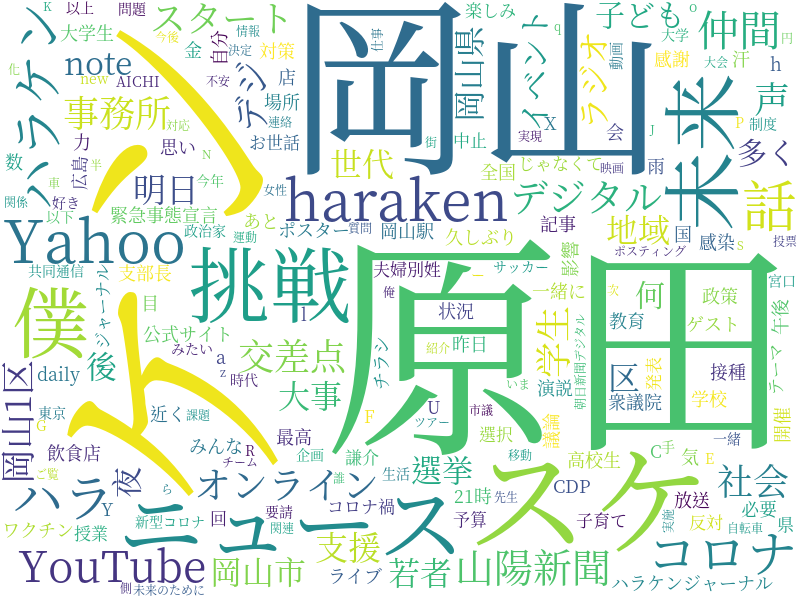 岡山
原田
ハラケン
スタート
note
デジ
事務所
岡山県
イベント
ラジオ
子ども
仲間
声
未来
多く
話
世代
明日
haraken
デジタル
地域
Yahoo
挑戦
僕
何
学生
区
交差点
大事
後
岡山1区
夜
ハラ
オンライン
ニュース
スケ
選挙
社会
コロナ
YouTube
岡山市
支援
若者
山陽新聞
ハラケンジャーナル
大学生
以上
問題
自分
情報
決定
金
対策
今後
仕事
不安
店
場所
連絡
AICHI
new
お世話
思い
力
数
広島
対応
化
半
車
今年
女性
関係
好き
以下
緊急事態宣言
あと
政治家
運動
ポスター
質問
岡山駅
共同通信
ジャーナル
支部長
目
夫婦別姓
俺
公式サイト
みたい
時代
チラシ
状況
昨日
紹介
daily
東京
近く
課題
飲食店
みんな
最高
企画
謙介
選択
ツアー
市議
演説
いま
議論
ご覧
チーム
誰
生活
コロナ禍
21時
先生
移動
高校生
気
CDP
ワクチン
授業
新型コロナ
回
要請
関連
予算
子育て
放送
必要
県
反対
自転車
実施
ライブ
側
未来のために
楽しみ
大学
動画
感謝
汗
円
大会
会
制度
実現
街
中止
全国
じゃなくて
雨
映画
記事
国
感染
投票
久しぶり
影響
ポスティング
サッカー
一緒に
教育
政策
ゲスト
午後
宮口
次
朝日新聞デジタル
発表
接種
テーマ
衆議院
学校
開催
一緒
手